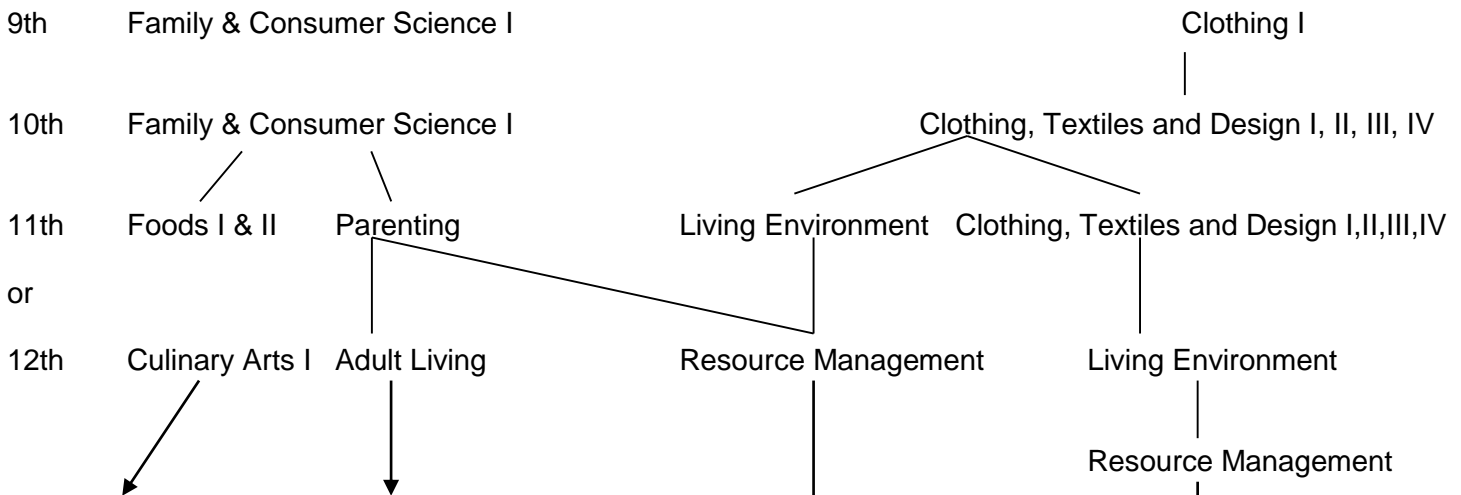 9th Family & Consumer Science I Clothing I
10th Family & Consumer Science I Clothing, Textiles and Design I, II, III, IV
11th Foods I & II Parenting Living Environment Clothing, Textiles and Design I,II,III,IV
or
12th Culinary Arts I Adult Living Resource Management Living Environment
Resource Management